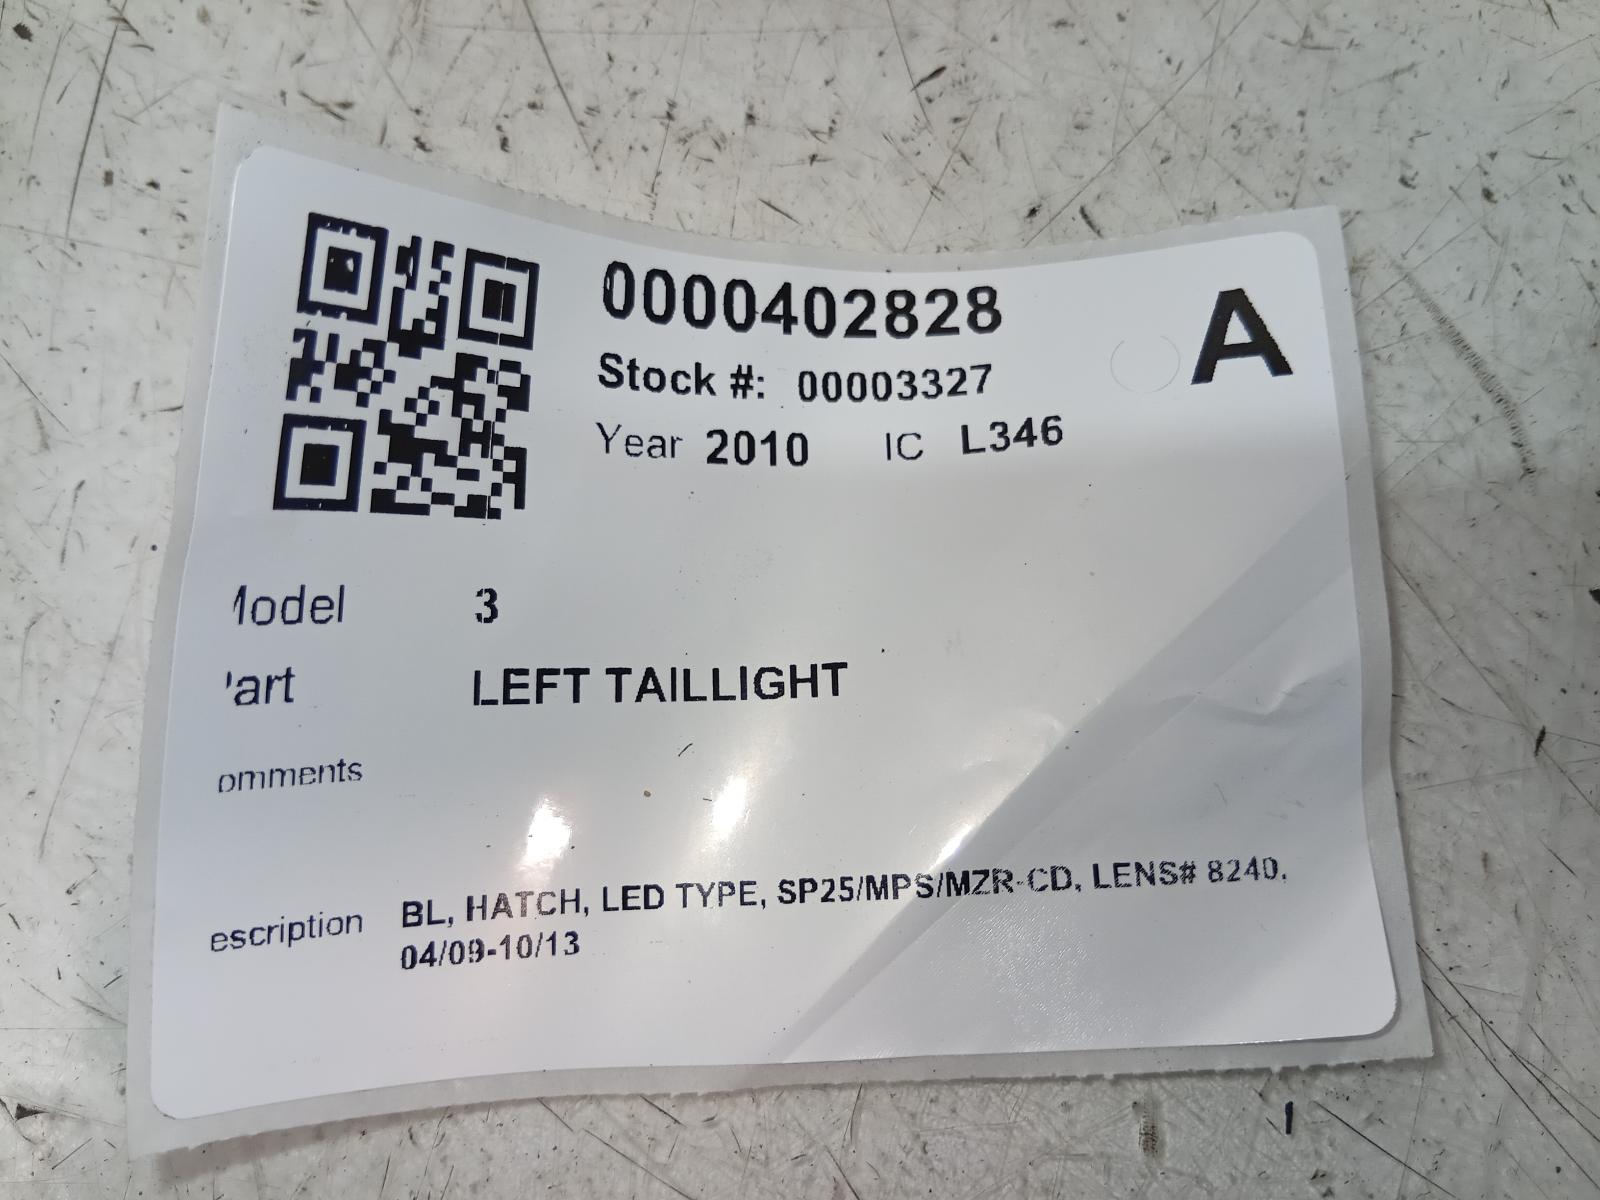 0000402828
A
Stock #: 00003327
Year 2010 IC L346
Model 3
Part LEFT TAILLIGHT
omments
escription BL, HATCH, LED TYPE, SP25/MPS/MZR-CD, LENS# 8240,
04/09-10/13